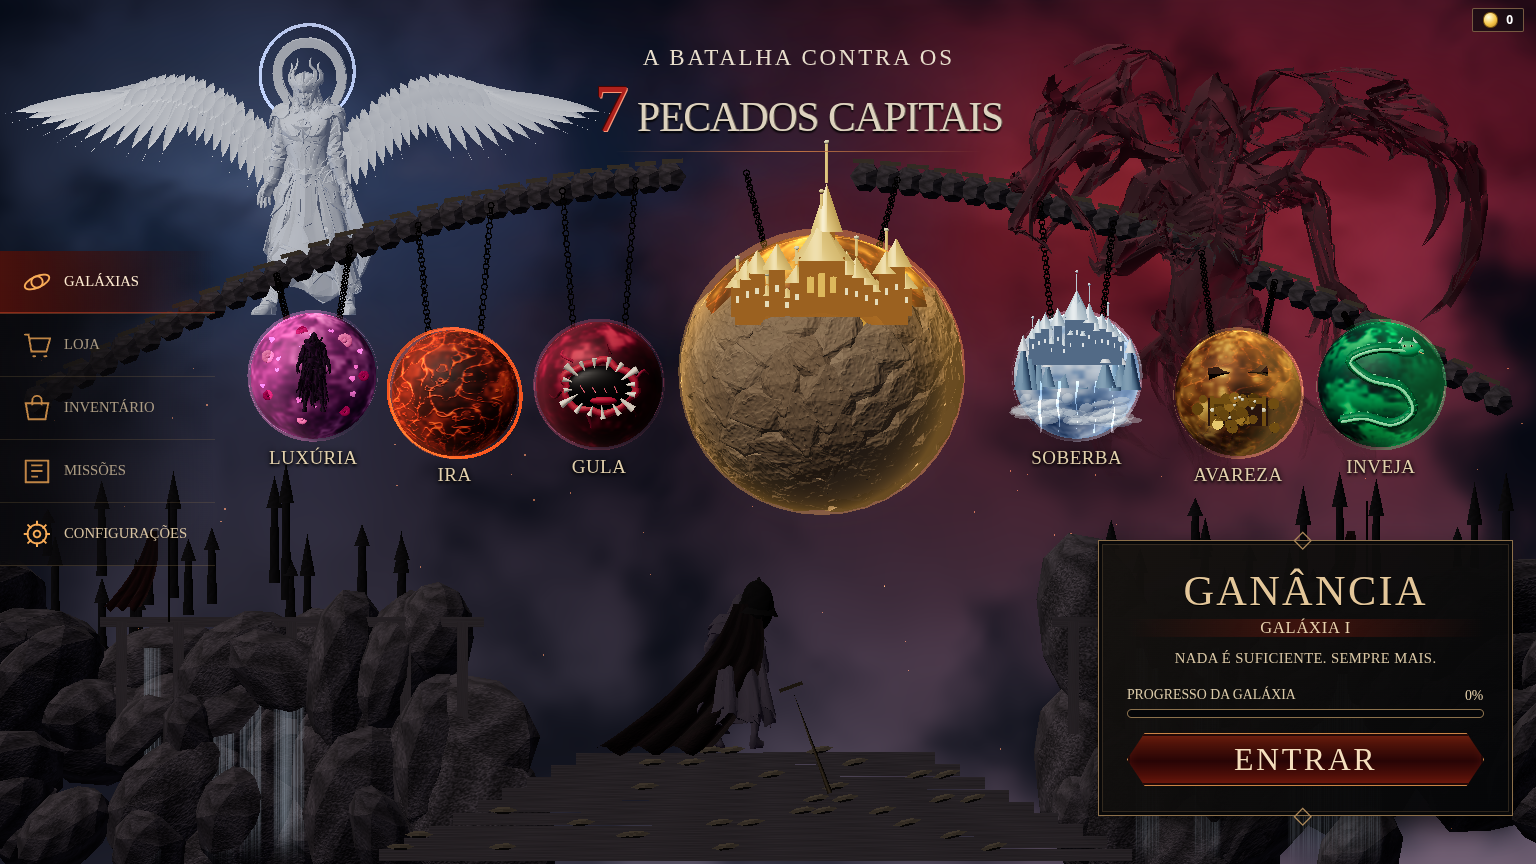 0
A BATALHA CONTRA OS
7 PECADOS CAPITAIS
GALÁXIAS
LOJA
INVENTÁRIO
MISSÕES
CONFIGURAÇÕES
LUXÚRIA
IRA
GULA
SOBERBA
AVAREZA
INVEJA
GANÂNCIA
GALÁXIA I
NADA É SUFICIENTE. SEMPRE MAIS.
PROGRESSO DA GALÁXIA 0%
ENTRAR